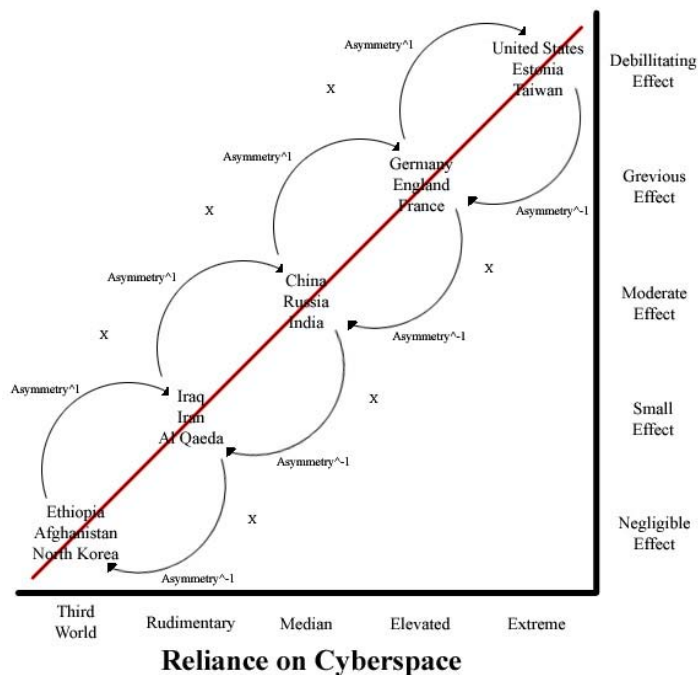 Asymmetry^1
United States
Estonia
Taiwan
Debillitating
Effect
x
Asymmetry^1
Germany
England
France
Grevious
Effect
Asymmetry^-1
x
Asymmetry^1
China
Russia
India
x
Moderate
Effect
Asymmetry^-1
x
Asymmetry^1
Iraq
Iran
Al Qaeda
x
Small
Effect
Asymmetry^-1
Ethiopia
Afghanistan
North Korea
x
Negligible
Effect
Asymmetry^-1
Third
World
Rudimentary
Median
Elevated
Extreme
Reliance on Cyberspace